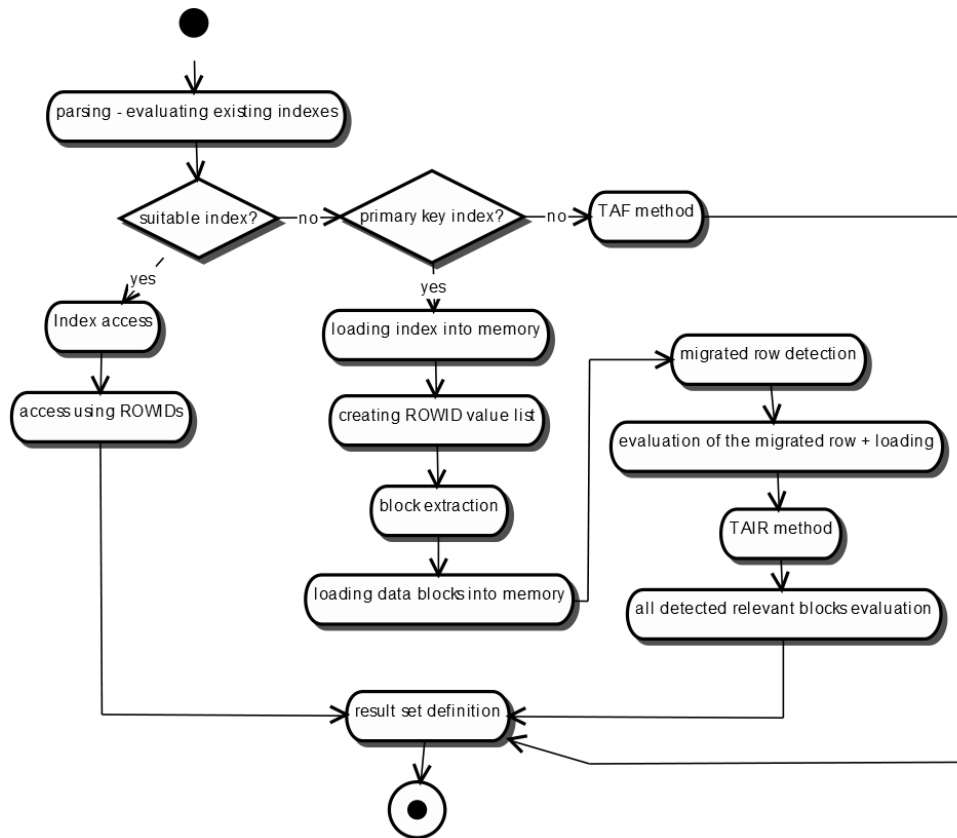 parsing - evaluating existing indexes
suitable index?
no
primary key index?
no
TAF method
yes
yes
Index access
loading index into memory
migrated row detection
access using ROWIDs
creating ROWID value list
evaluation of the migrated row + loading
block extraction
TAIR method
loading data blocks into memory
all detected relevant blocks evaluation
result set definition